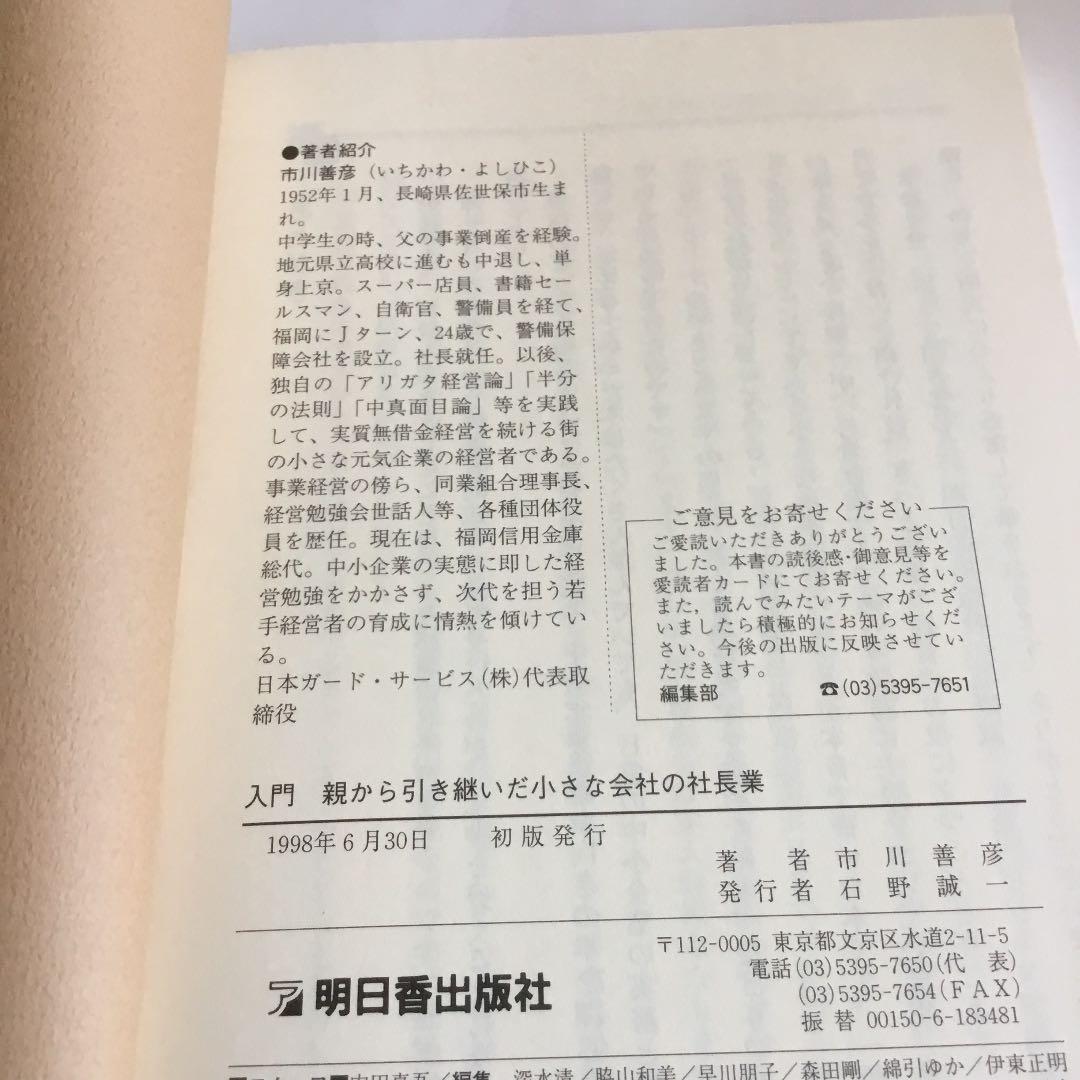 ●著者紹介
市川善彦（いちかわ・よしひこ）
1952年1月、長崎県佐世保市生ま
れ。
中学生の時、父の事業倒産を経験。
地元県立高校に進むも中退し、単
身上京。スーパー店員、書籍セー
ルスマン、自衛官、警備員を経て、
福岡にJターン、24歳で、警備保
障会社を設立。社長就任。以後、
独自の「アリガタ経営論」「半分
の法則」「中真面目論」等を実践
して、実質無借金経営を続ける街
の小さな元気企業の経営者である。
事業経営の傍ら、同業組合理事長、
経営勉強会世話人等、各種団体役
員を歴任。現在は、福岡信用金庫
総代。中小企業の実態に即した経
営勉強をかかさず、次代を担う若
手経営者の育成に情熱を傾けてい
る。
日本ガード・サービス(株)代表取
締役
ご意見をお寄せください
ご愛読いただきありがとうござい
ました。本書の読後感・御意見等を
愛読者カードにてお寄せください。
また，読んでみたいテーマがござ
いましたら積極的にお知らせくだ
さい。今後の出版に反映させてい
ただきます。
編集部 ☎(03)5395-7651
入門 親から引き継いだ小さな会社の社長業
1998年6月30日 初版発行
著者 市川善彦
発行者 石野誠一
〒112-0005 東京都文京区水道2-11-5
電話(03)5395-7650(代 表)
(03)5395-7654(FAX)
振替 00150-6-183481
明日香出版社
編集 深水清／脇山和美／早川朋子／森田剛／綿引ゆか／伊東正明